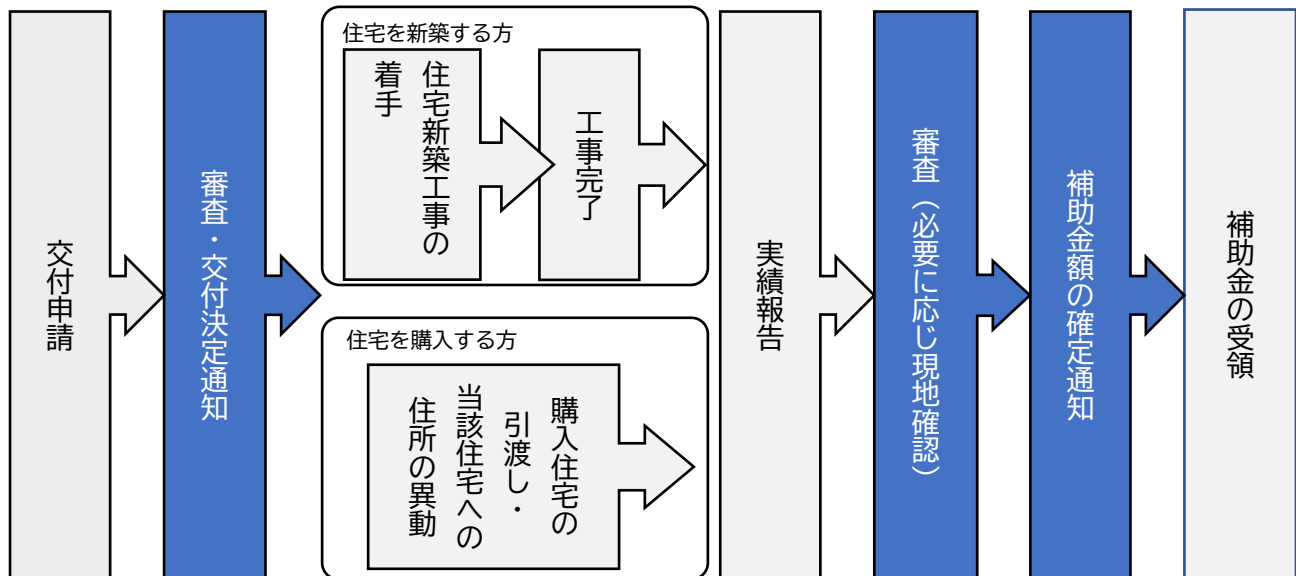 交付申請
審査・交付決定通知
住宅を新築する方
住宅新築工事の
着手
工事完了
住宅を購入する方
購入住宅の
引渡し・
当該住宅への
住所の異動
実績報告
審査（必要に応じ現地確認）
補助金額の確定通知
補助金の受領